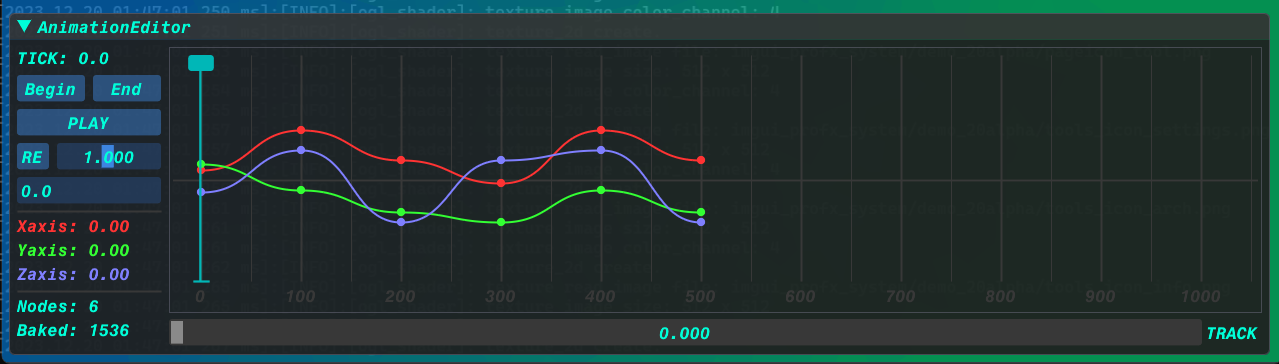 2023-12-20 01:47:01.250 ms]:[INFO]:[ogl_shader]: texture image color channel: 4
AnimationEditor
TICK: 0.0
Begin End
PLAY
RE 1.000
0.0
Xaxis: 0.00
Yaxis: 0.00
Zaxis: 0.00
Nodes: 6
Baked: 1536
0 100 200 300 400 500 600 700 800 900 1000
0.000 TRACK